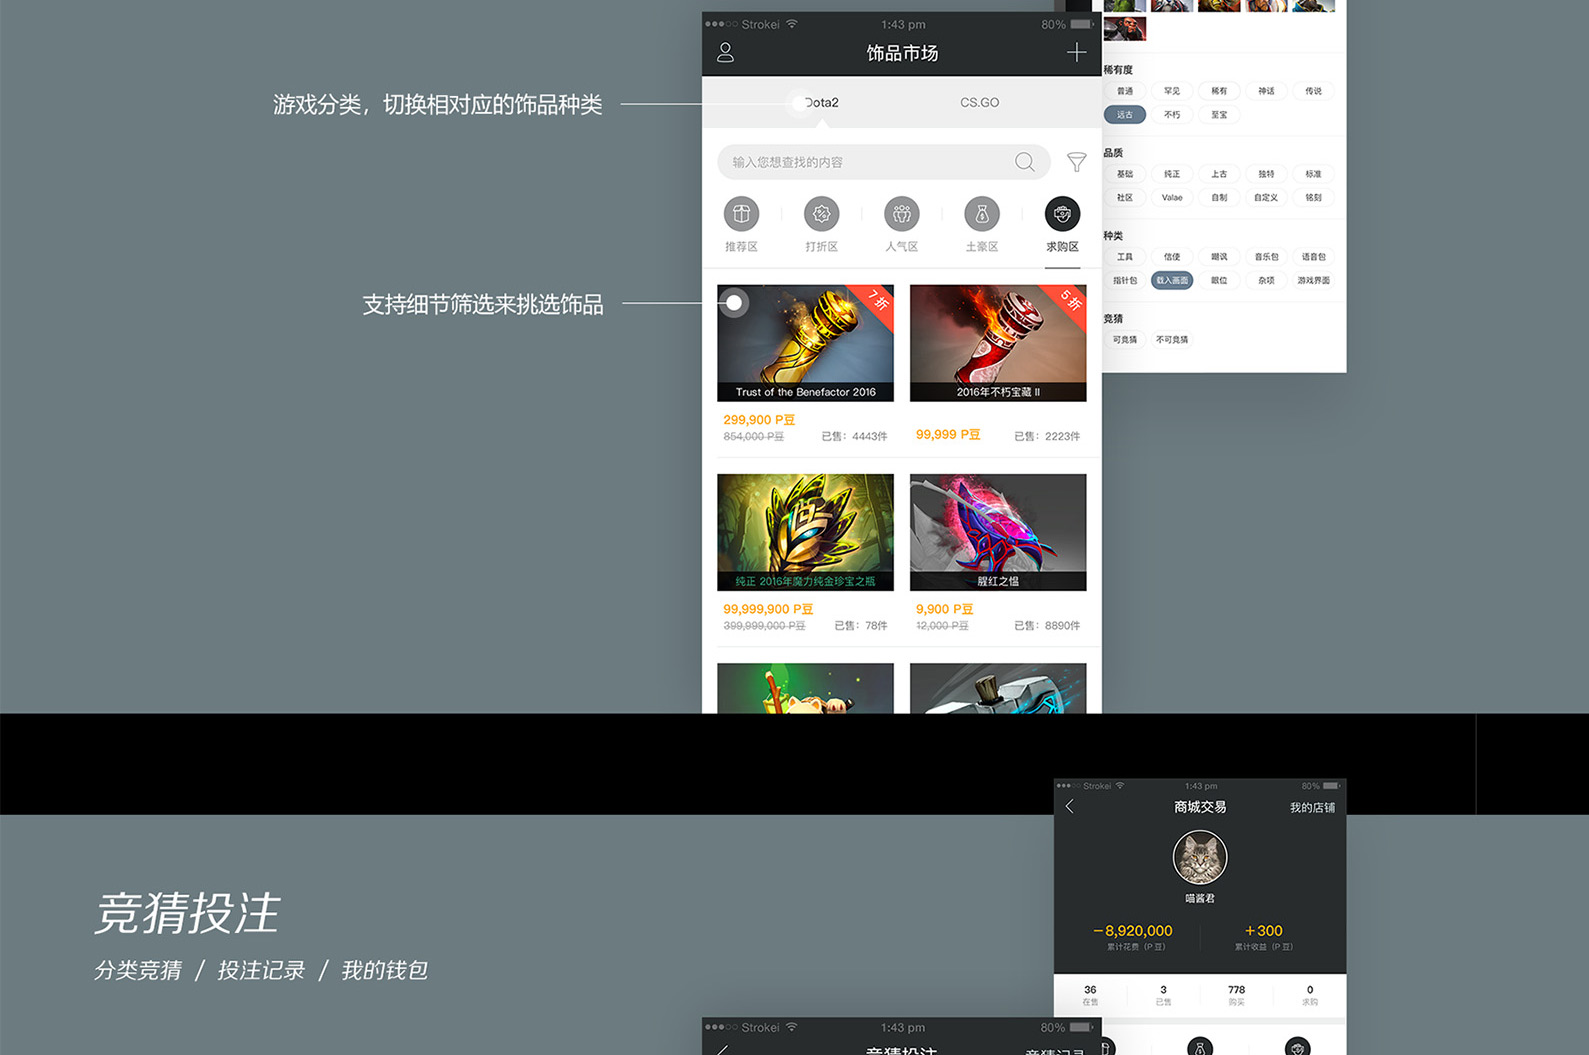 Strokei 1:43 pm 80%
饰品市场
游戏分类，切换相对应的饰品种类
Dota2 CS.GO
输入您想查找的内容
推荐区 打折区 人气区 土豪区 求购区
支持细节筛选来挑选饰品
7折
5折
Trust of the Benefactor 2016
2016年不朽宝藏 II
299,900 P豆
854,000 P豆 已售：4443件
99,999 P豆 已售：2223件
纯正 2016年魔力纯金珍宝之瓶
腥红之愠
99,999,900 P豆
399,999,000 P豆 已售：78件
9,900 P豆
12,000 P豆 已售：8890件
稀有度
普通 罕见 稀有 神话 传说
远古 不朽 至宝
品质
基础 纯正 上古 独特 标准
社区 Valae 自制 自定义 铭刻
种类
工具 信使 嘲讽 音乐包 语音包
指针包 载入画面 眼位 杂项 游戏界面
竞猜
可竞猜 不可竞猜
竞猜投注
分类竞猜 / 投注记录 / 我的钱包
Strokei 1:43 pm 80%
商城交易 我的店铺
喵酱君
－8,920,000 +300
累计花费（P 豆） 累计收益（P 豆）
36 3 778 0
在售 已售 购买 求购
Strokei 1:43 pm 80%
竞猜投注 竞猜记录